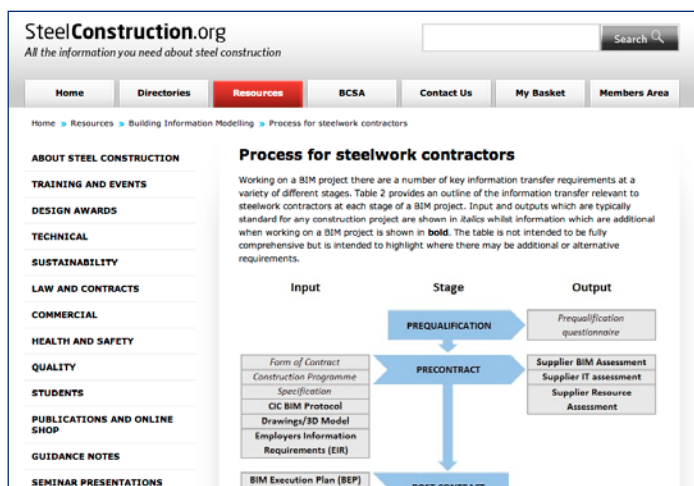 SteelConstruction.org
All the information you need about steel construction
Search
Home Directories Resources BCSA Contact Us My Basket Members Area
Home » Resources » Building Information Modelling » Process for steelwork contractors
ABOUT STEEL CONSTRUCTION
TRAINING AND EVENTS
DESIGN AWARDS
TECHNICAL
SUSTAINABILITY
LAW AND CONTRACTS
COMMERCIAL
HEALTH AND SAFETY
QUALITY
STUDENTS
PUBLICATIONS AND ONLINE
SHOP
GUIDANCE NOTES
SEMINAR PRESENTATIONS
Process for steelwork contractors
Working on a BIM project there are a number of key information transfer requirements at a
variety of different stages. Table 2 provides an outline of the information transfer relevant to
steelwork contractors at each stage of a BIM project. Input and outputs which are typically
standard for any construction project are shown in italics whilst information which are additional
when working on a BIM project is shown in bold. The table is not intended to be fully
comprehensive but is intended to highlight where there may be additional or alternative
requirements.
Input Stage Output
PREQUALIFICATION
Prequalification
questionnaire
Form of Contract
Construction Programme
Specification
CIC BIM Protocol
Drawings/3D Model
Employers Information
Requirements (EIR)
PRECONTRACT
Supplier BIM Assessment
Supplier IT assessment
Supplier Resource
Assessment
BIM Execution Plan (BEP)
POST CONTRACT